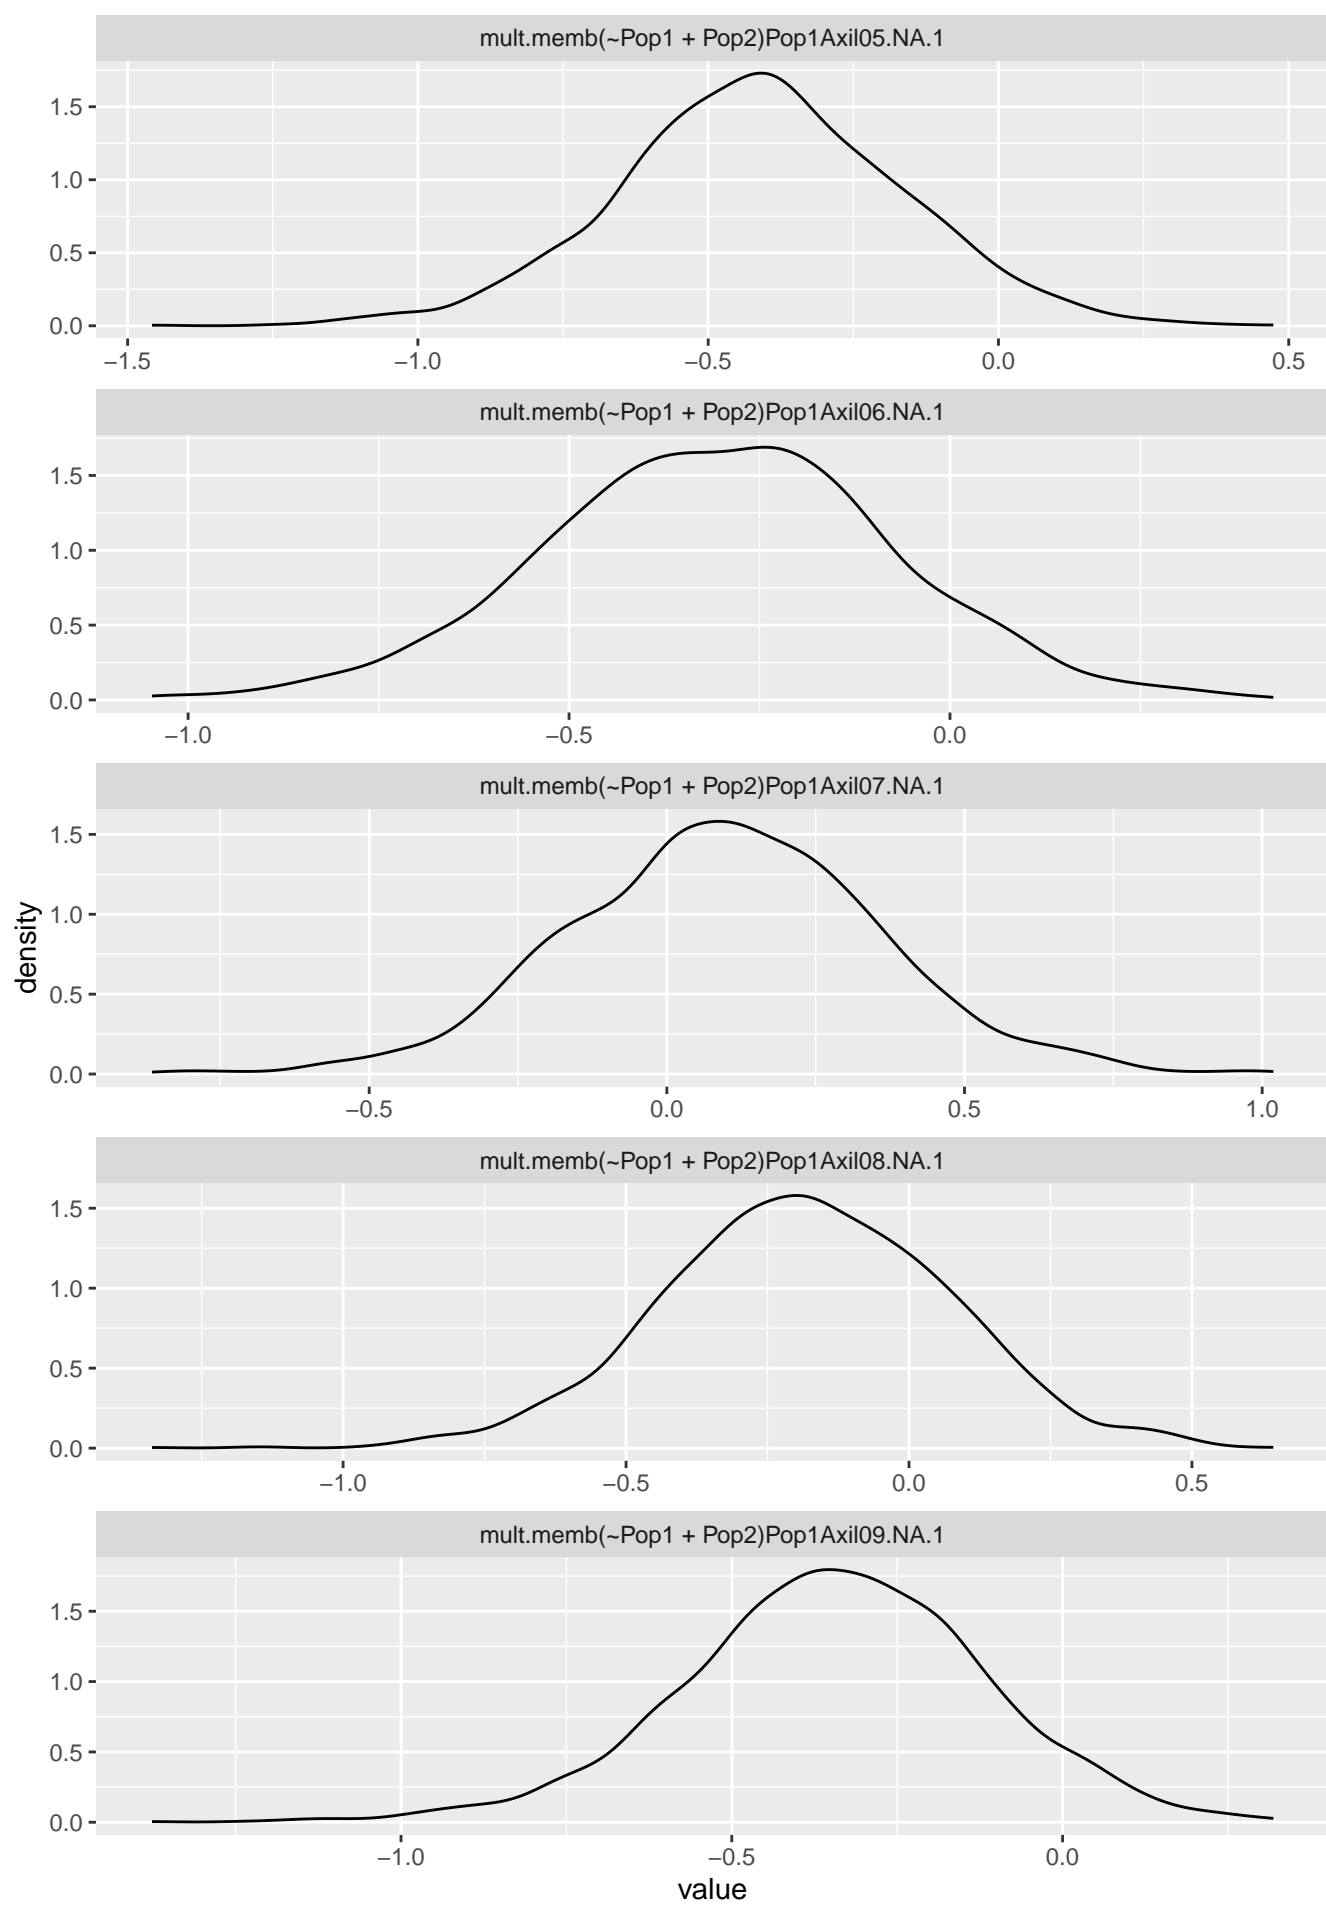 mult.memb(~Pop1 + Pop2)Pop1Axil05.NA.1
1.5
1.0
0.5
0.0
−1.5 −1.0 −0.5 0.0 0.5
mult.memb(~Pop1 + Pop2)Pop1Axil06.NA.1
1.5
1.0
0.5
0.0
−1.0 −0.5 0.0
mult.memb(~Pop1 + Pop2)Pop1Axil07.NA.1
density
1.5
1.0
0.5
0.0
−0.5 0.0 0.5 1.0
mult.memb(~Pop1 + Pop2)Pop1Axil08.NA.1
1.5
1.0
0.5
0.0
−1.0 −0.5 0.0 0.5
mult.memb(~Pop1 + Pop2)Pop1Axil09.NA.1
1.5
1.0
0.5
0.0
−1.0 −0.5 0.0
value